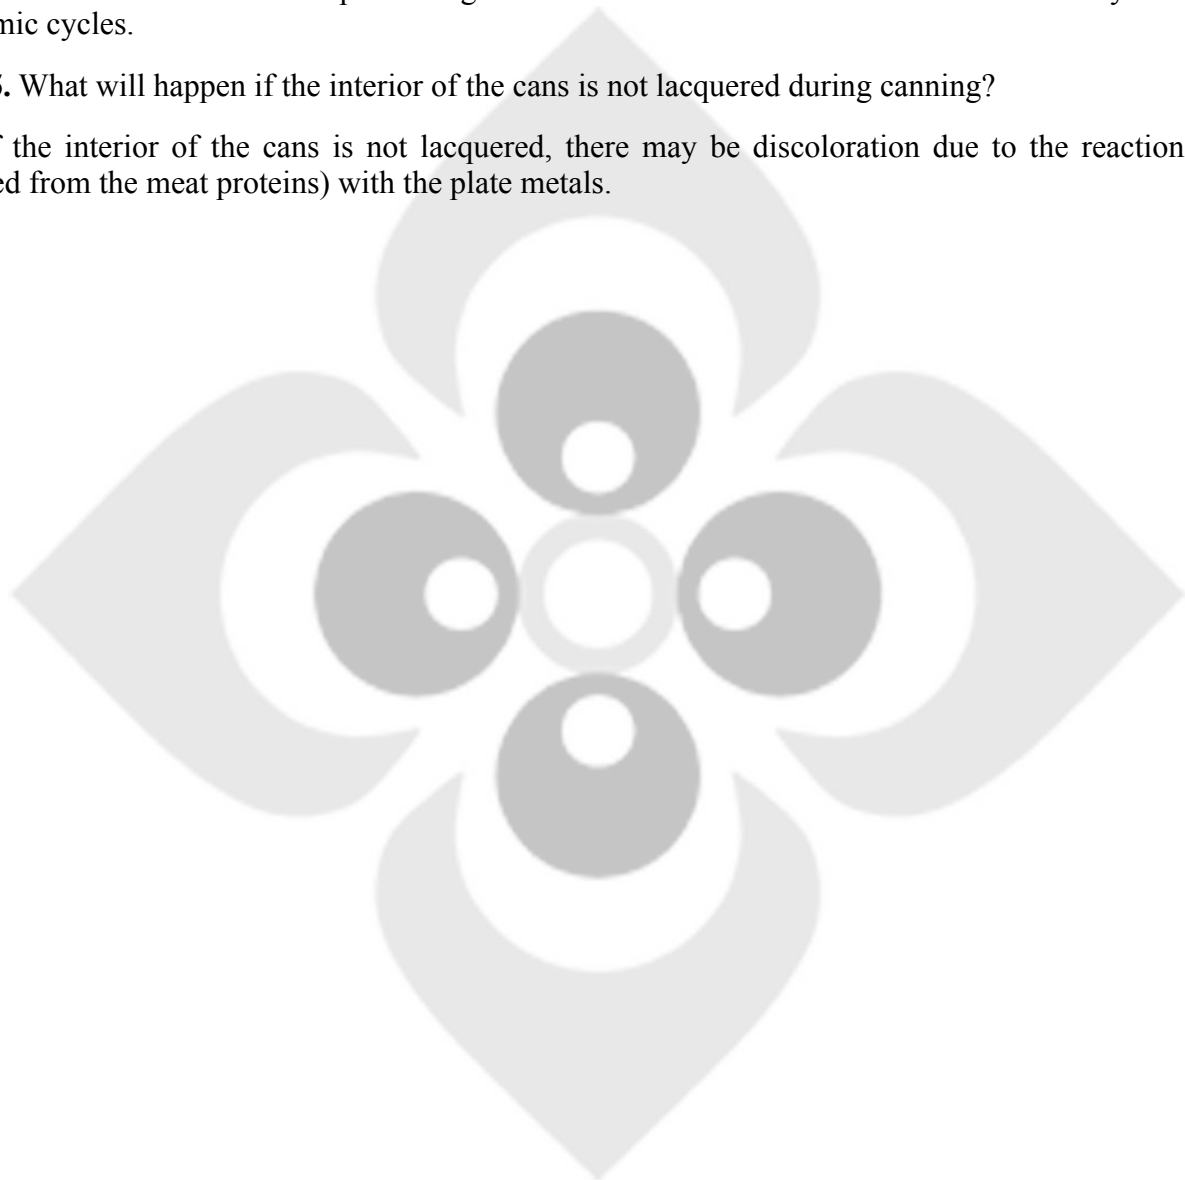 mic cycles.
. What will happen if the interior of the cans is not lacquered during canning?
the interior of the cans is not lacquered, there may be discoloration due to the reaction
ed from the meat proteins) with the plate metals.